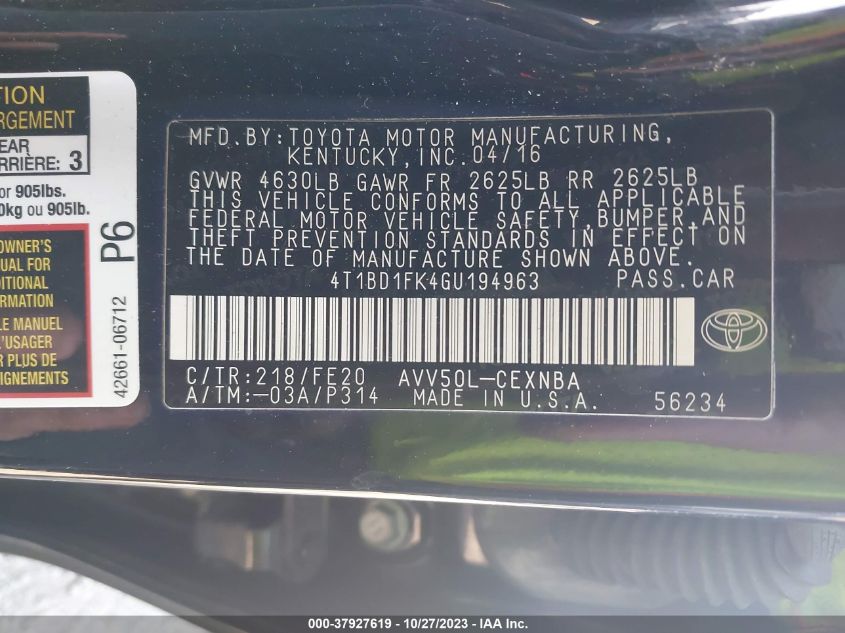 TION
RGEMENT
EAR
RRIÈRE: 3
or 905lbs.
0kg ou 905lb.
OWNER'S
UAL FOR
DITIONAL
RMATION
LE MANUEL
L'USAGER
R PLUS DE
EIGNEMENTS
P6
42661-06712
MFD. BY: TOYOTA MOTOR MANUFACTURING,
KENTUCKY, INC. 04/16
GVWR 4630LB GAWR FR 2625LB RR 2625LB
THIS VEHICLE CONFORMS TO ALL APPLICABLE
FEDERAL MOTOR VEHICLE SAFETY, BUMPER, AND
THEFT PREVENTION STANDARDS IN EFFECT ON
THE DATE OF MANUFACTURE SHOWN ABOVE.
4T1BD1FK4GU194963 PASS. CAR
C/TR: 218/FE20 AVV50L-CEXNBA
A/TM: -03A/P314 MADE IN U.S.A. 56234
000-37927619 - 10/27/2023 - IAA Inc.